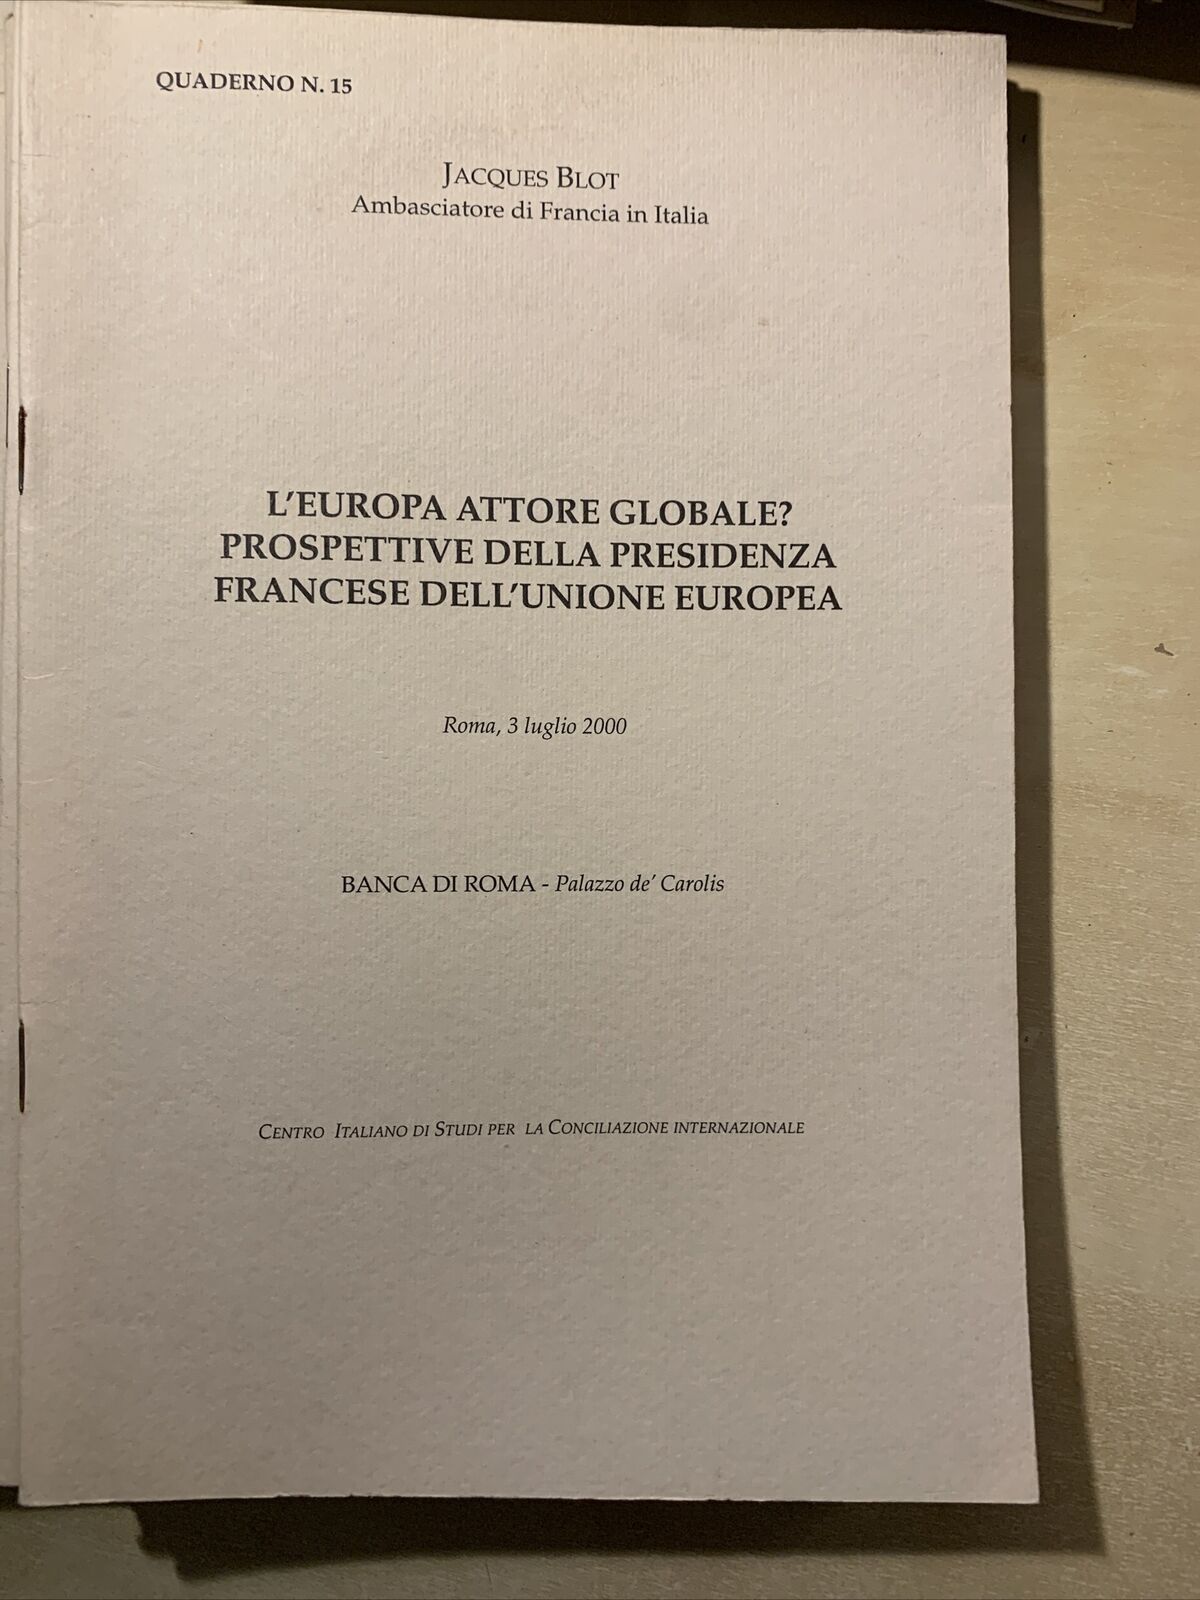 QUADERNO N. 15
JACQUES BLOT
Ambasciatore di Francia in Italia
L'EUROPA ATTORE GLOBALE?
PROSPETTIVE DELLA PRESIDENZA
FRANCESE DELL'UNIONE EUROPEA
Roma, 3 luglio 2000
BANCA DI ROMA - Palazzo de' Carolis
CENTRO ITALIANO DI STUDI PER LA CONCILIAZIONE INTERNAZIONALE